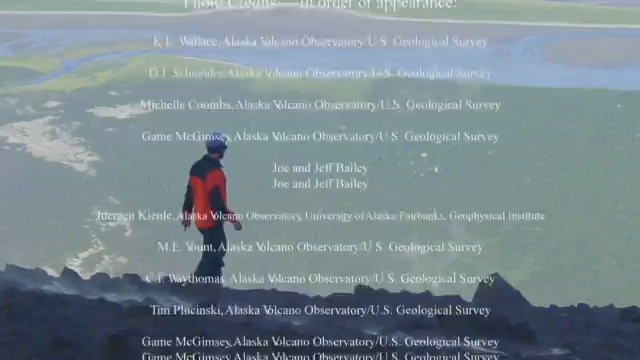 Photo Credits—in order of appearance:
K.L. Wallace, Alaska Volcano Observatory/U.S. Geological Survey
D.J. Schneider, Alaska Volcano Observatory/U.S. Geological Survey
Michelle Coombs, Alaska Volcano Observatory/U.S. Geological Survey
Game McGimsey, Alaska Volcano Observatory/U.S. Geological Survey
Joe and Jeff Bailey
Joe and Jeff Bailey
Juergen Kienle, Alaska Volcano Observatory, University of Alaska Fairbanks, Geophysical Institute
M.E. Yount, Alaska Volcano Observatory/U.S. Geological Survey
C.F. Waythomas, Alaska Volcano Observatory/U.S. Geological Survey
Tim Plucinski, Alaska Volcano Observatory/U.S. Geological Survey
Game McGimsey, Alaska Volcano Observatory/U.S. Geological Survey
Game McGimsey, Alaska Volcano Observatory/U.S. Geological Survey